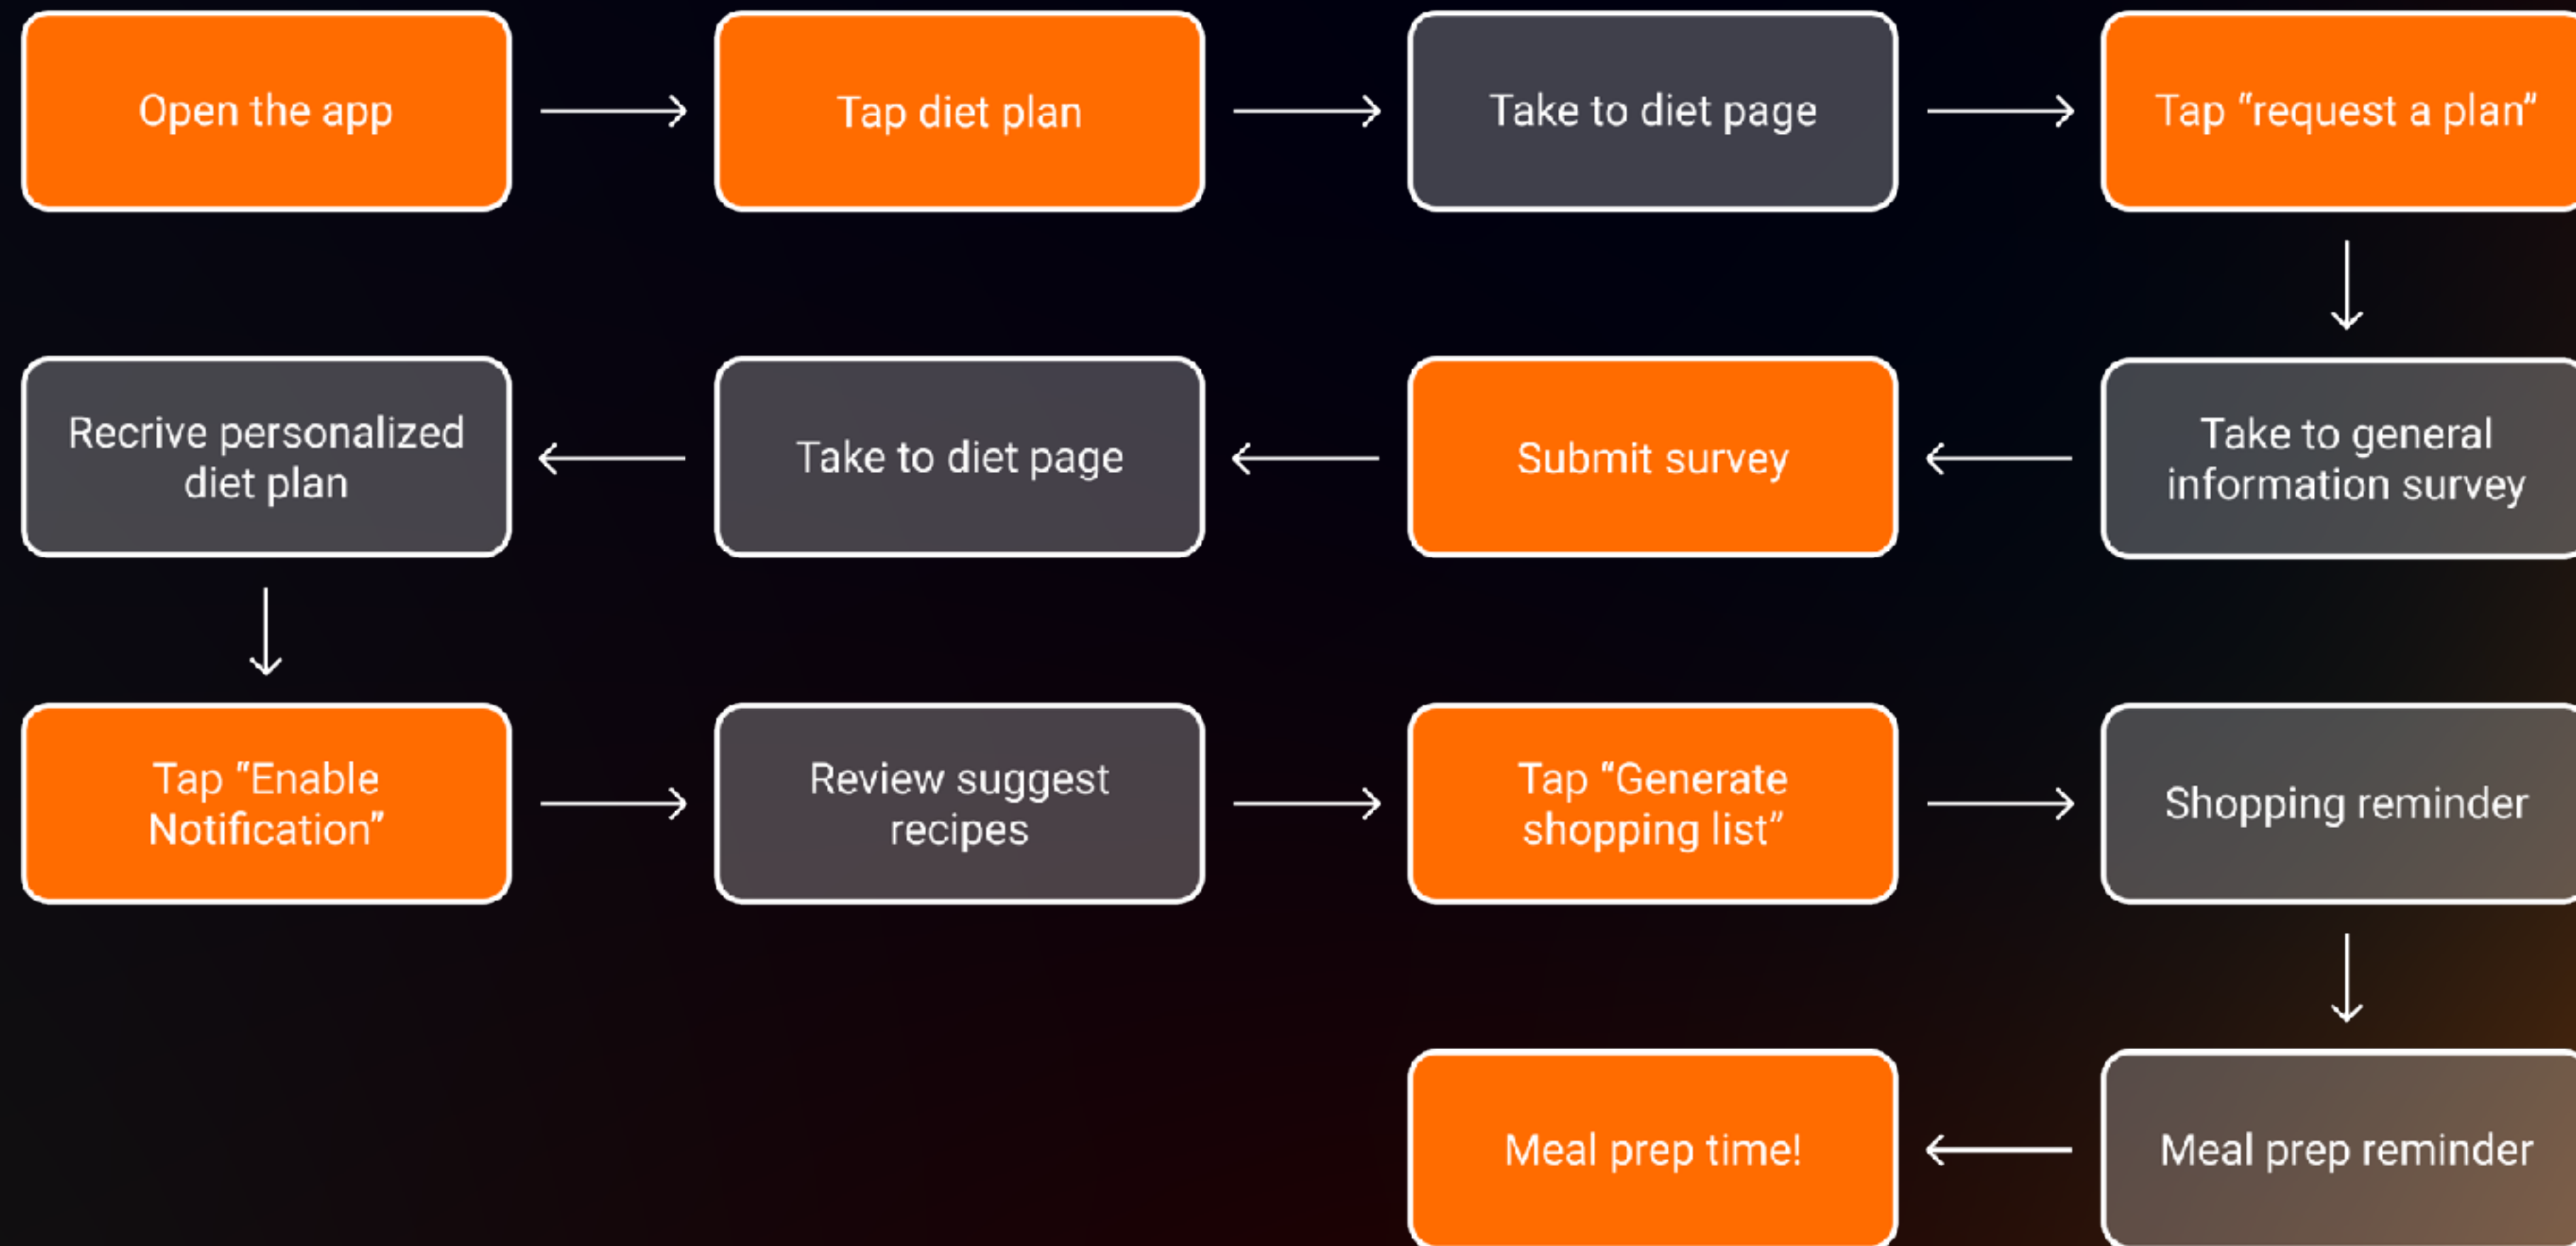 Open the app
Tap diet plan
Take to diet page
Tap “request a plan”
Recrive personalized
diet plan
Take to diet page
Submit survey
Take to general
information survey
Tap “Enable
Notification”
Review suggest
recipes
Tap “Generate
shopping list”
Shopping reminder
Meal prep time!
Meal prep reminder